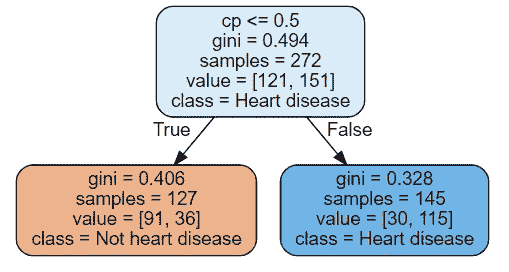 cp <= 0.5
gini = 0.494
samples = 272
value = [121, 151]
class = Heart disease
True
False
gini = 0.406
samples = 127
value = [91, 36]
class = Not heart disease
gini = 0.328
samples = 145
value = [30, 115]
class = Heart disease